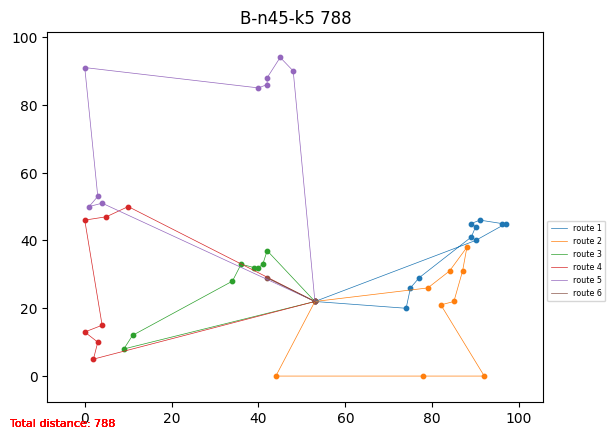 B-n45-k5 788
100
80
60
40
20
0
0 20 40 60 80 100
route 1
route 2
route 3
route 4
route 5
route 6
Total distance: 788